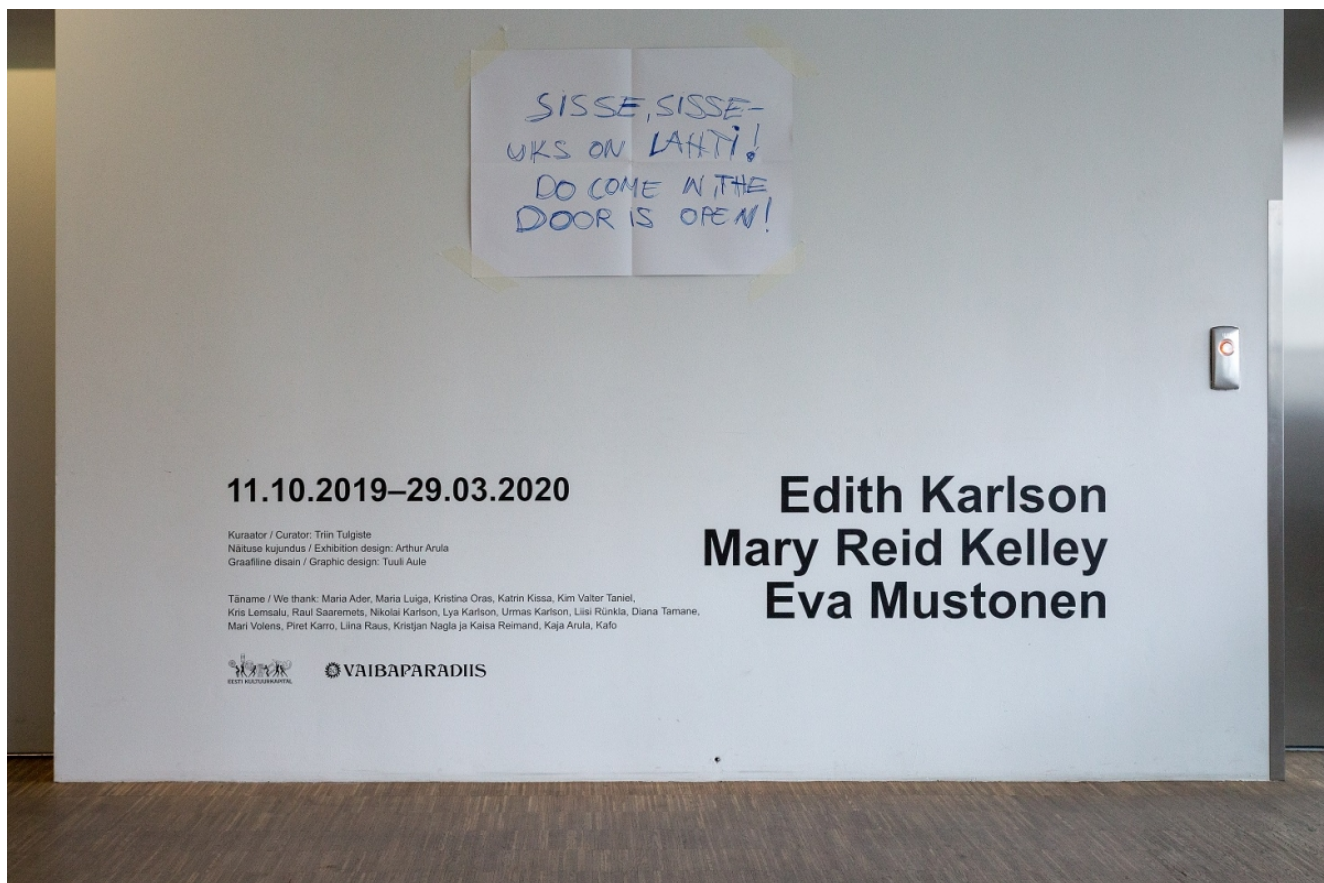 SISSE, SISSE–
UKS ON LAHTI!
DO COME IN, THE
DOOR IS OPEN!
11.10.2019–29.03.2020
Kuraator / Curator: Triin Tulgiste
Näituse kujundus / Exhibition design: Arthur Arula
Graafiline disain / Graphic design: Tuuli Aule
Täname / We thank: Maria Ader, Maria Luiga, Kristina Oras, Katrin Kissa, Kim Valter Taniel,
Kris Lemsalu, Raul Saaremets, Nikolai Karlson, Lya Karlson, Urmas Karlson, Liisi Rünkla, Diana Tamane,
Mari Volens, Piret Karro, Liina Raus, Kristjan Nagla ja Kaisa Reimand, Kaja Arula, Kafo
EESTI KULTUURKAPITAL
VAIBAPARADIIS
Edith Karlson
Mary Reid Kelley
Eva Mustonen